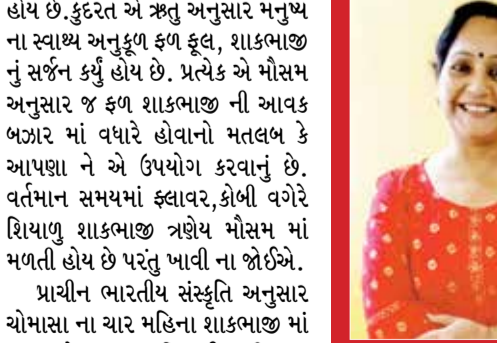 હોય છે.કુદરત એ ઋતુ અનુસાર મનુષ્ય
ના સ્વાથ્ય અનુકૂળ ફળ ફૂલ, શાકભાજી
નું સર્જન કર્યું હોય છે. પ્રત્યેક એ મૌસમ
અનુસાર જ ફળ શાકભાજી ની આવક
બઝાર માં વધારે હોવાનો મતલબ કે
આપણા ને એ ઉપયોગ કરવાનું છે.
વર્તમાન સમયમાં ફ્લાવર,કોબી વગેરે
શિયાળુ શાકભાજી ત્રણેય મૌસમ માં
મળતી હોય છે પરંતુ ખાવી ના જોઈએ.
પ્રાચીન ભારતીય સંસ્કૃતિ અનુસાર
ચોમાસા ના ચાર મહિના શાકભાજી માં